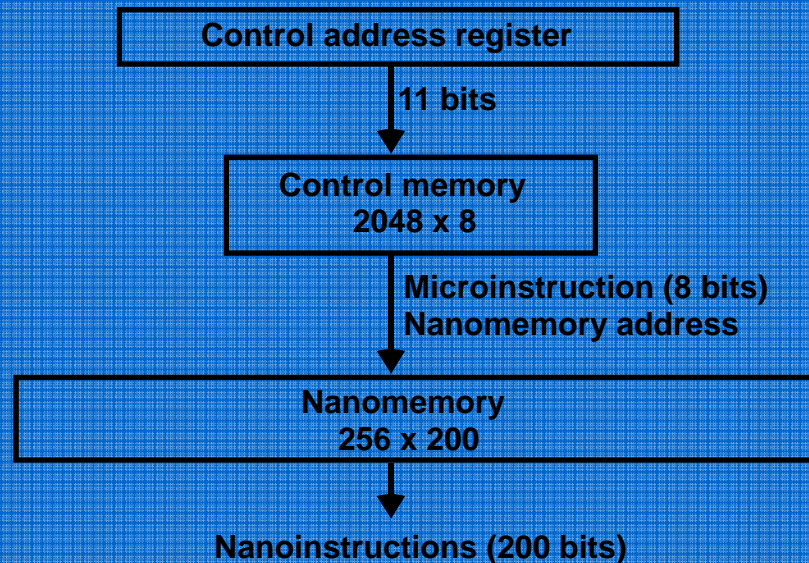 Control address register
11 bits
Control memory
2048 x 8
Microinstruction (8 bits)
Nanomemory address
Nanomemory
256 x 200
Nanoinstructions (200 bits)